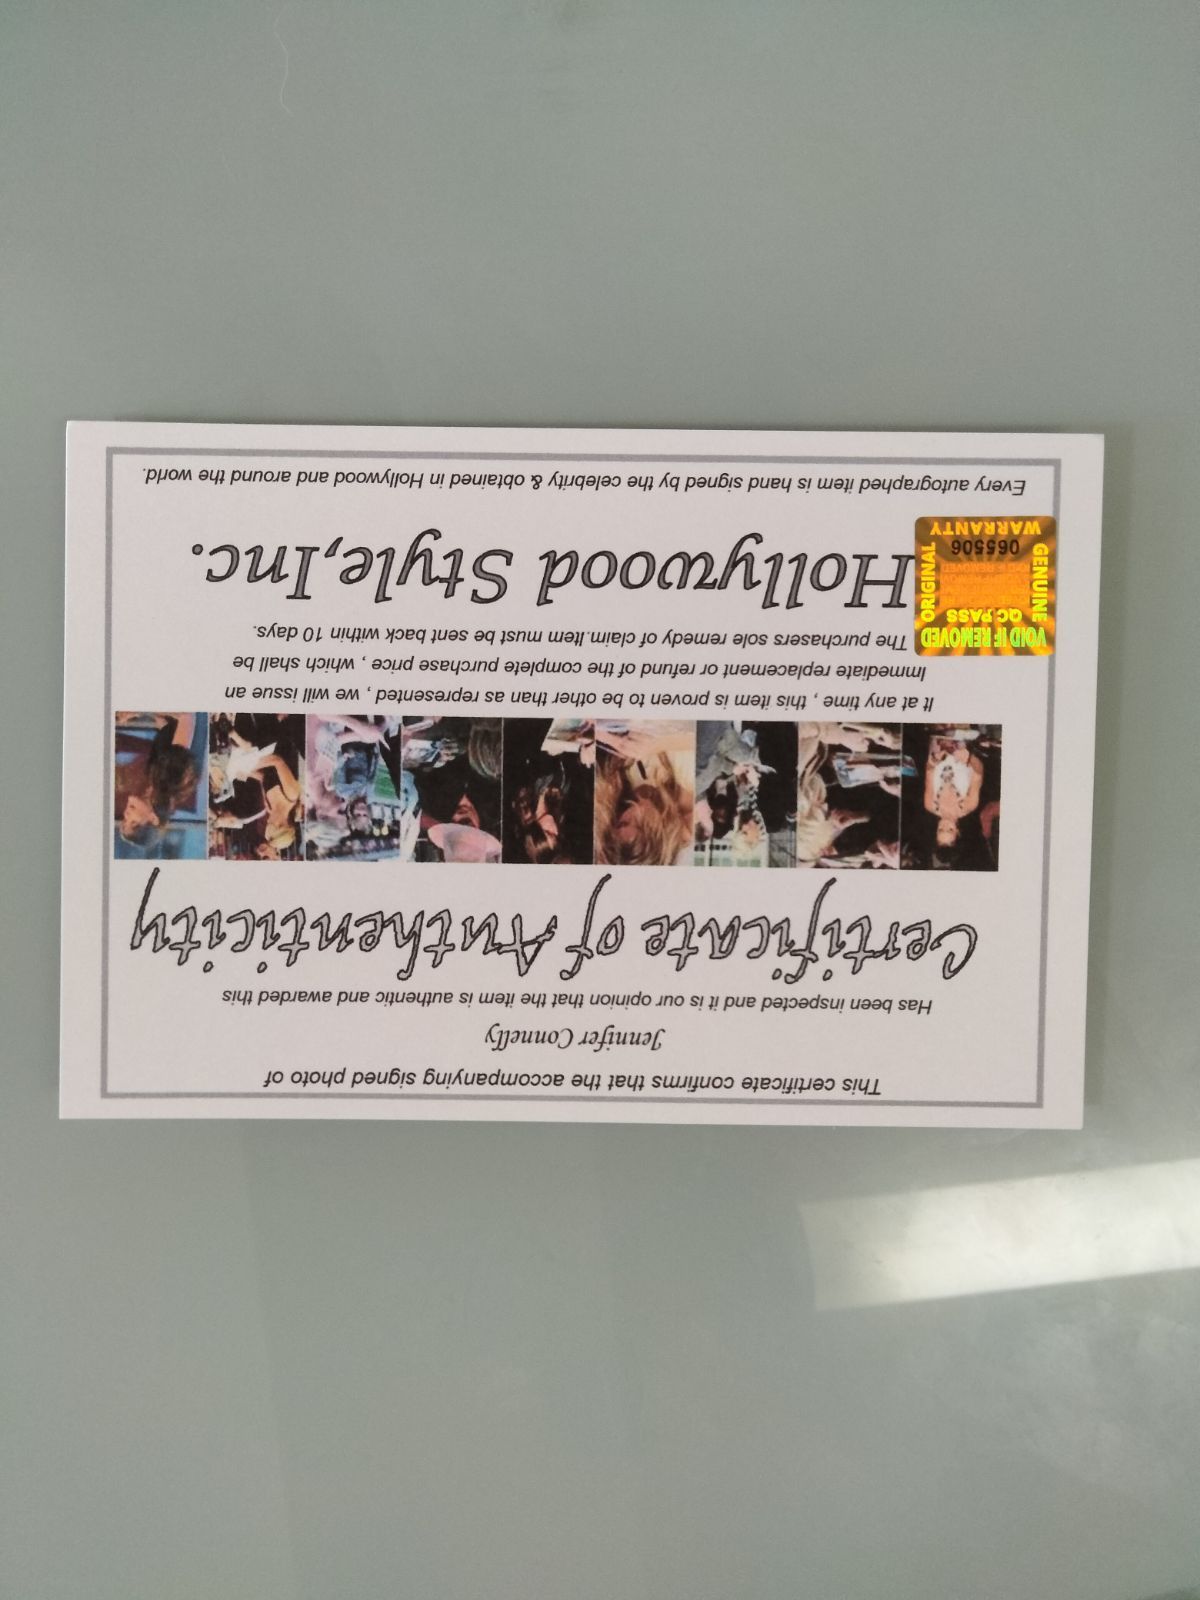 This certificate confirms that the accompanying signed photo of
Jennifer Connelly
Has been inspected and it is our opinion that the item is authentic and awarded this
Certificate of Authenticity
It at any time , this item is proven to be other than as represented , we will issue an
Immediate replacement or refund of the complete purchase price , which shall be
The purchasers sole remedy of claim.Item must be sent back within 10 days.
Hollywood Style,Inc.
Every autographed item is hand signed by the celebrity & obtained in Hollywood and around the world.
VOID IF REMOVED
GENUINE
QC PASS
ORIGINAL
VOID IF REMOVED
065506
WARRANTY